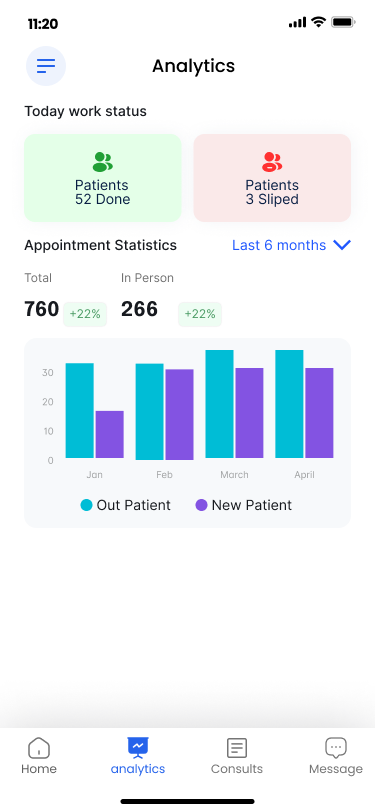 11:20
Analytics
Today work status
Patients
52 Done
Patients
3 Sliped
Appointment Statistics
Last 6 months
Total
In Person
760 +22%
266 +22%
30
20
10
0
Jan Feb March April
Out Patient New Patient
Home analytics Consults Message